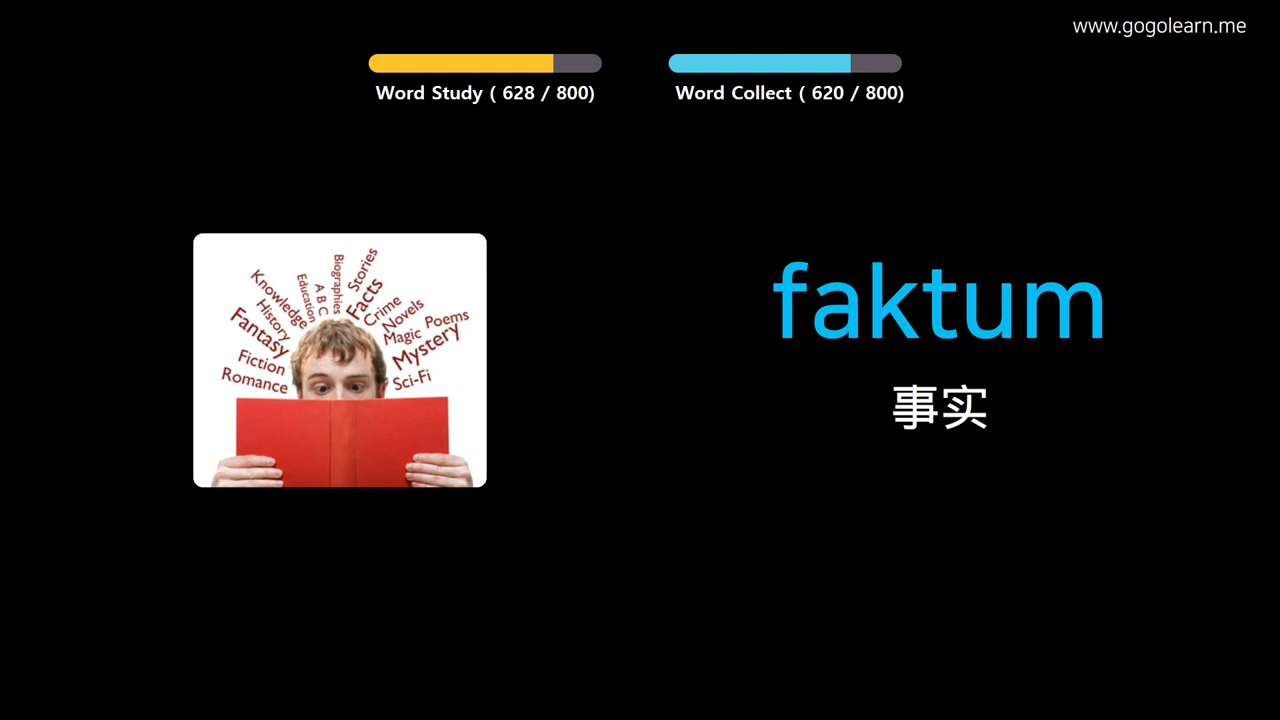 www.gogolearn.me
Word Study ( 628 / 800)
Word Collect ( 620 / 800)
Knowledge
History
Fantasy
Fiction
Romance
Education
A B C
Biographies
Stories
Facts
Crime
Novels
Magic
Poems
Mystery
Sci-Fi
faktum
事实